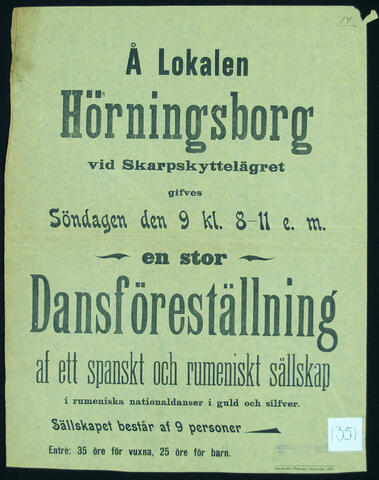 14
Å Lokalen
Hörningsborg
vid Skarpskyttelägret
gifves
Söndagen den 9 kl. 8-11 e. m.
en stor
Dansföreställning
af ett spanskt och rumeniskt sällskap
i rumeniska nationaldanser i guld och silfver.
Sällskapet består af 9 personer
Entré: 35 öre för vuxna, 25 öre för barn.
1351